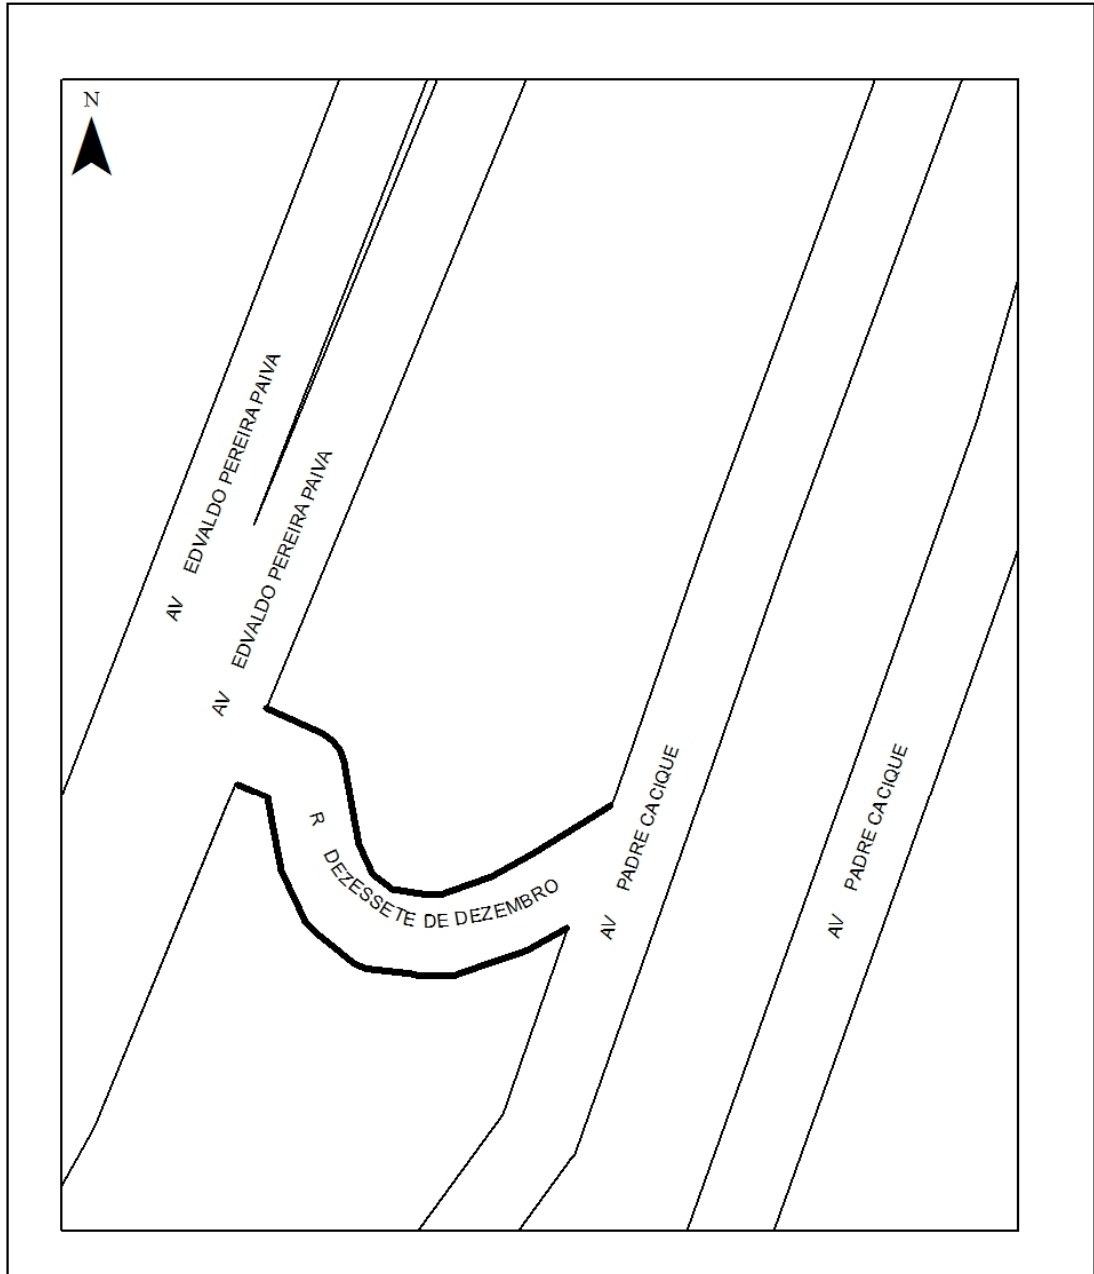 N
AV EDVALDO PEREIRA PAIVA
AV EDVALDO PEREIRA PAIVA
R DEZESSETE DE DEZEMBRO
AV PADRE CACIQUE
AV PADRE CACIQUE